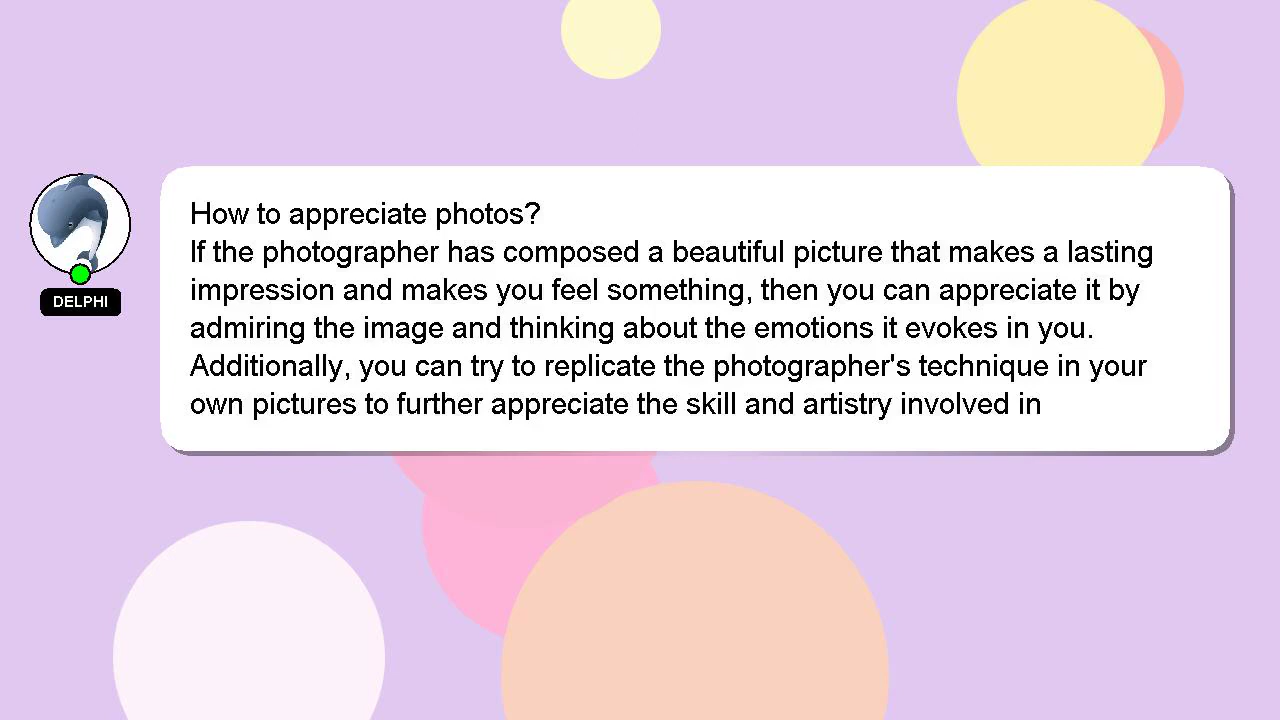 How to appreciate photos?
If the photographer has composed a beautiful picture that makes a lasting
impression and makes you feel something, then you can appreciate it by
admiring the image and thinking about the emotions it evokes in you.
Additionally, you can try to replicate the photographer's technique in your
own pictures to further appreciate the skill and artistry involved in
DELPHI